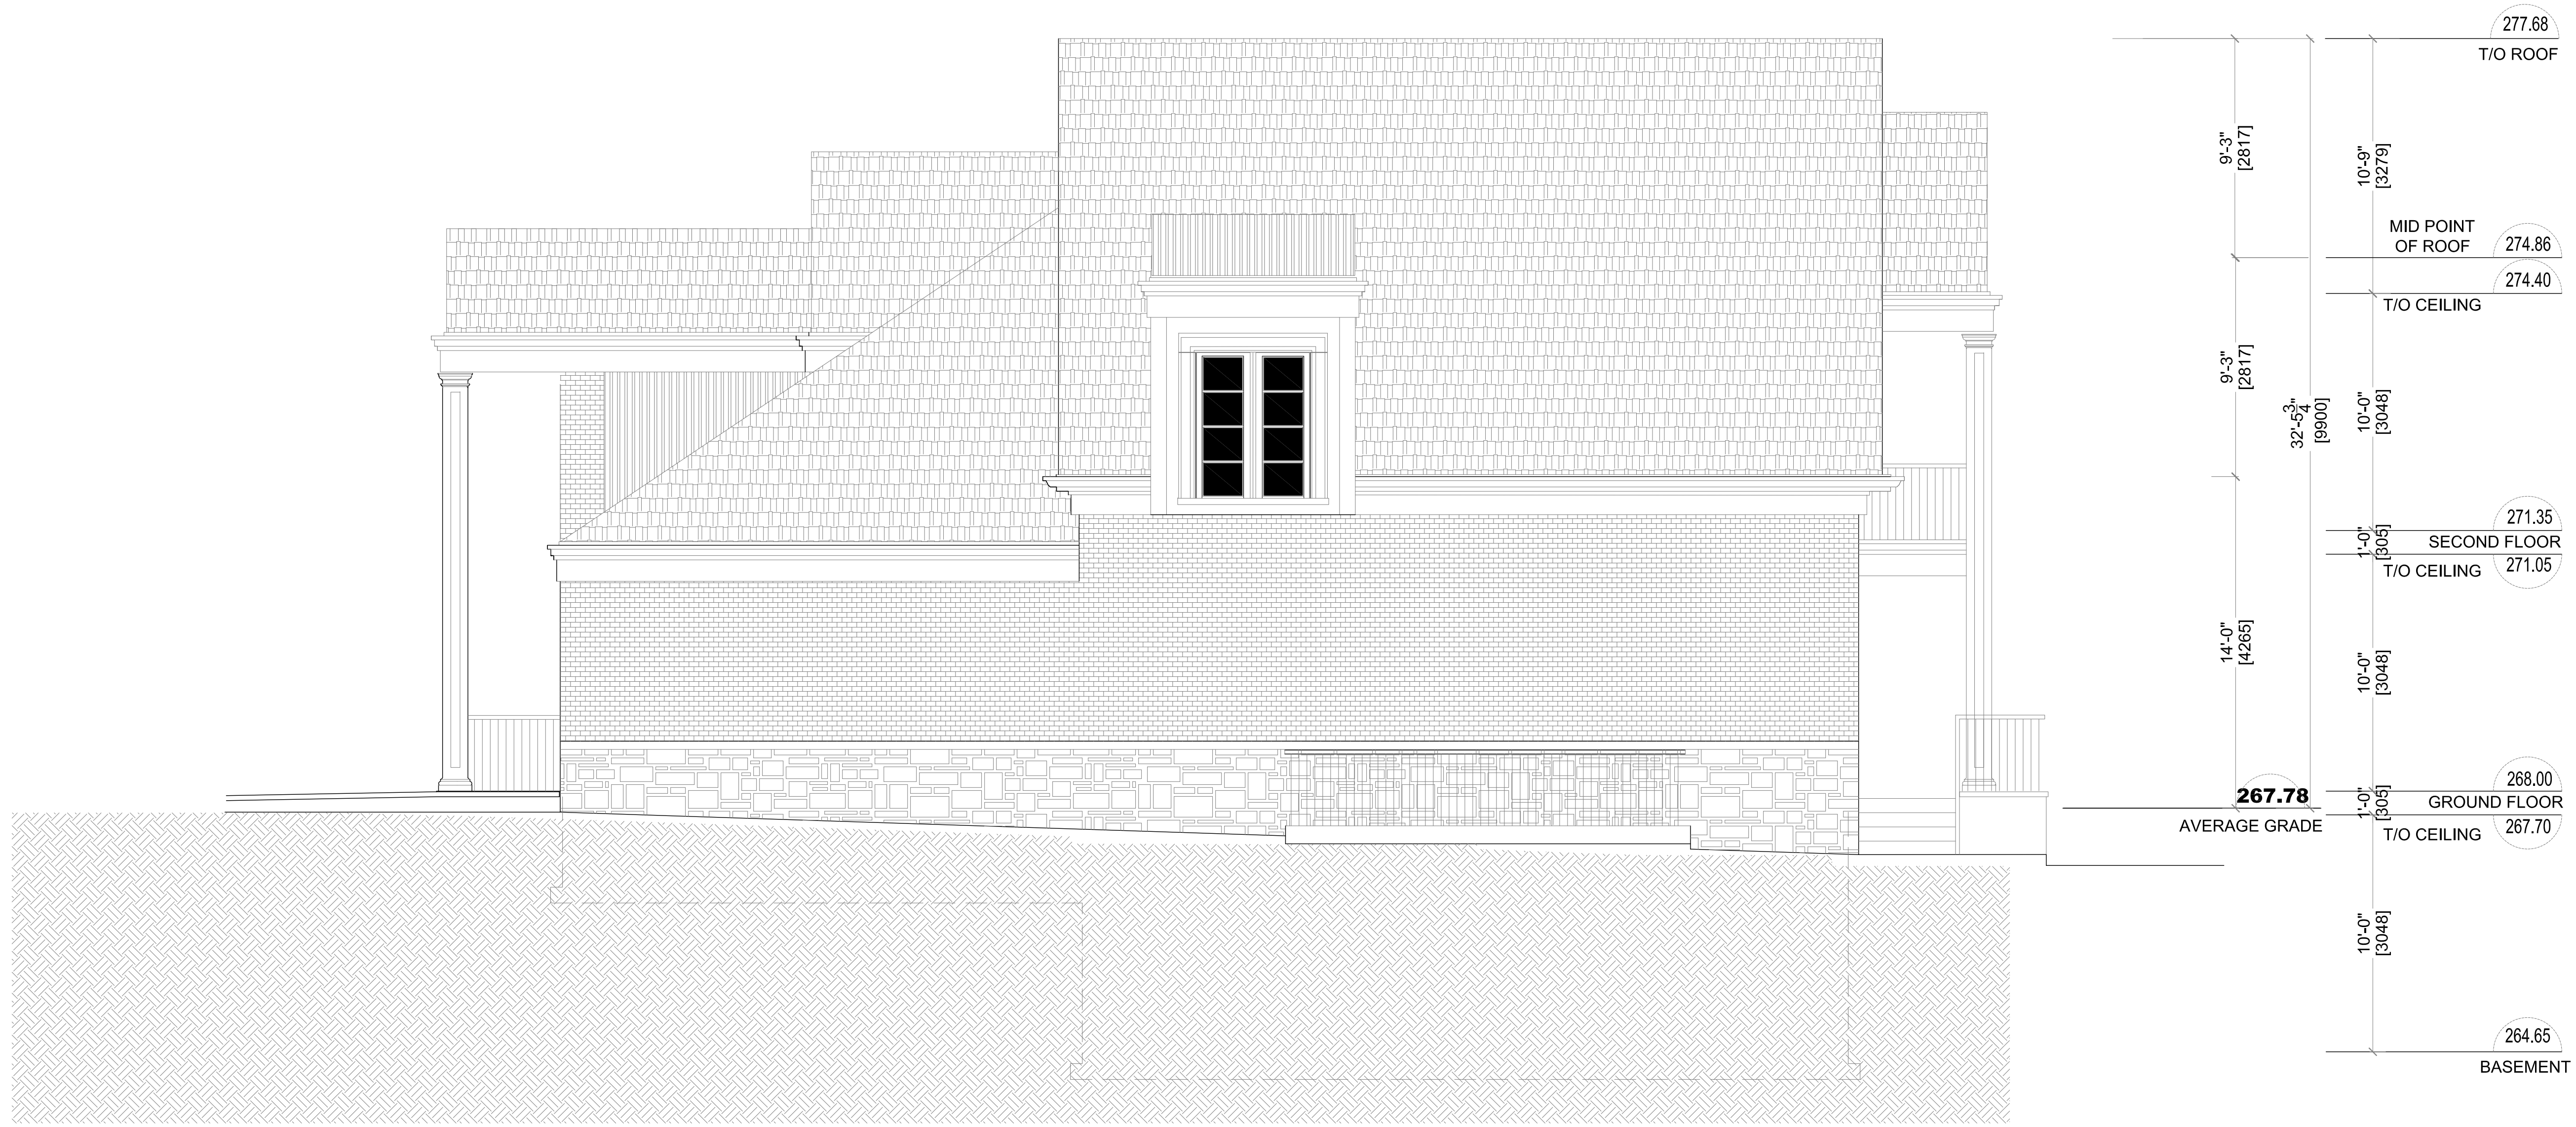 277.68
T/O ROOF
9'-3"
[2817]
10'-9"
[3279]
MID POINT
OF ROOF
274.86
274.40
T/O CEILING
9'-3"
[2817]
32'-5 3/4"
[9900]
10'-0"
[3048]
271.35
SECOND FLOOR
1'-0"
[305]
271.05
T/O CEILING
14'-0"
[4265]
10'-0"
[3048]
268.00
GROUND FLOOR
267.78
AVERAGE GRADE
1'-0"
[305]
267.70
T/O CEILING
10'-0"
[3048]
264.65
BASEMENT